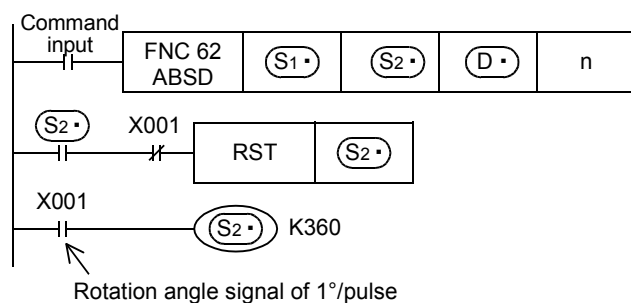 Command
input
FNC 62
ABSD
S1·
S2·
D·
n
S2·
X001
RST
S2·
X001
S2·
K360
Rotation angle signal of 1°/pulse